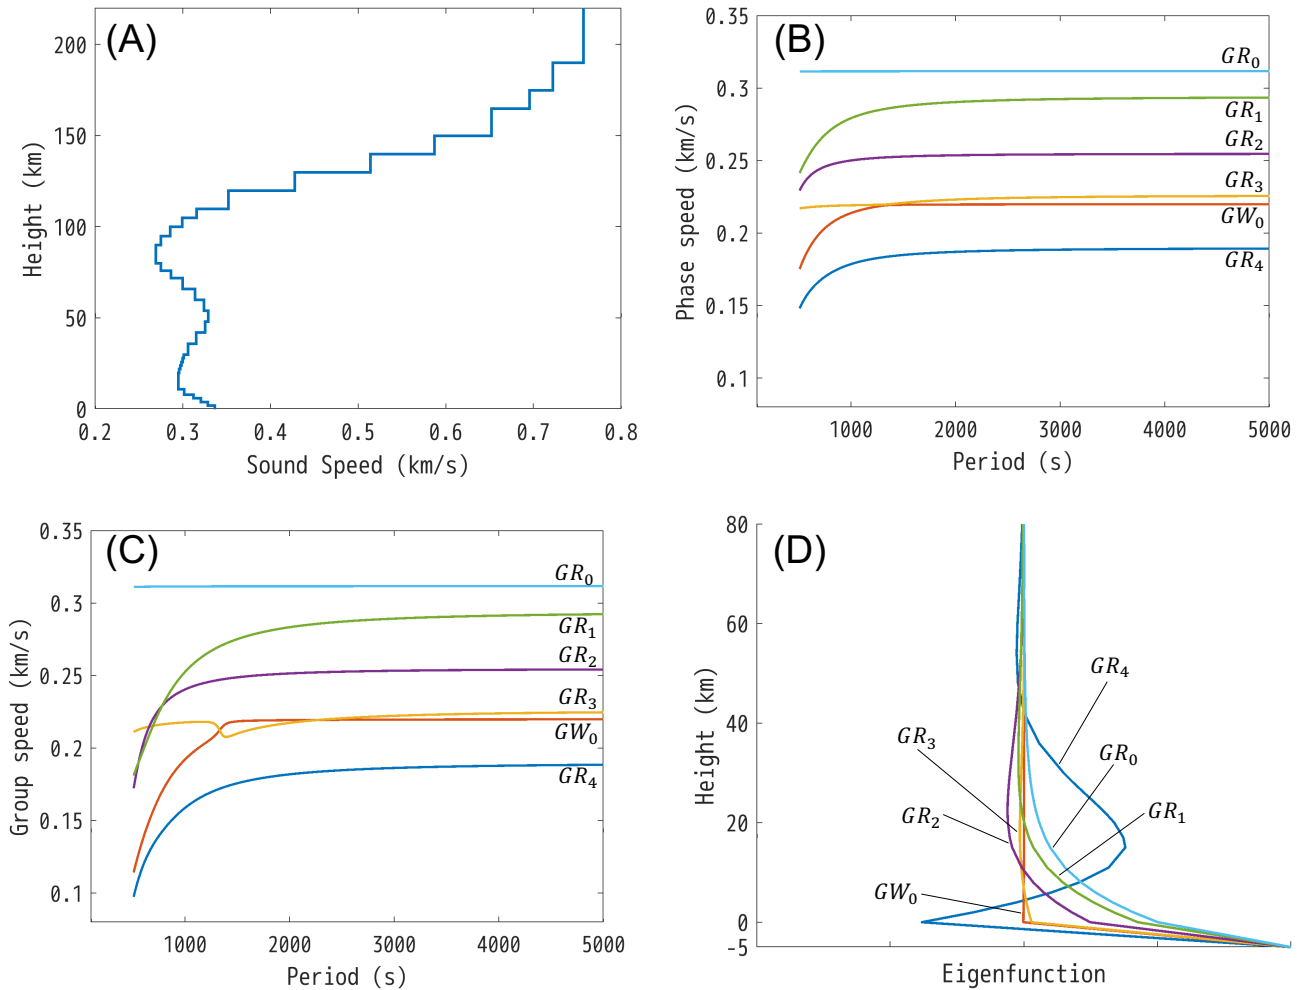 (A)
200
150
100
50
0
Height (km)
0.2 0.3 0.4 0.5 0.6 0.7 0.8
Sound Speed (km/s)
(B)
0.35
0.3
0.25
0.2
0.15
0.1
Phase speed (km/s)
GR₀
GR₁
GR₂
GR₃
GW₀
GR₄
1000 2000 3000 4000 5000
Period (s)
(C)
0.35
0.3
0.25
0.2
0.15
0.1
Group speed (km/s)
GR₀
GR₁
GR₂
GR₃
GW₀
GR₄
1000 2000 3000 4000 5000
Period (s)
(D)
80
60
40
20
0
-5
Height (km)
GR₄
GR₃
GR₀
GR₂
GR₁
GW₀
Eigenfunction